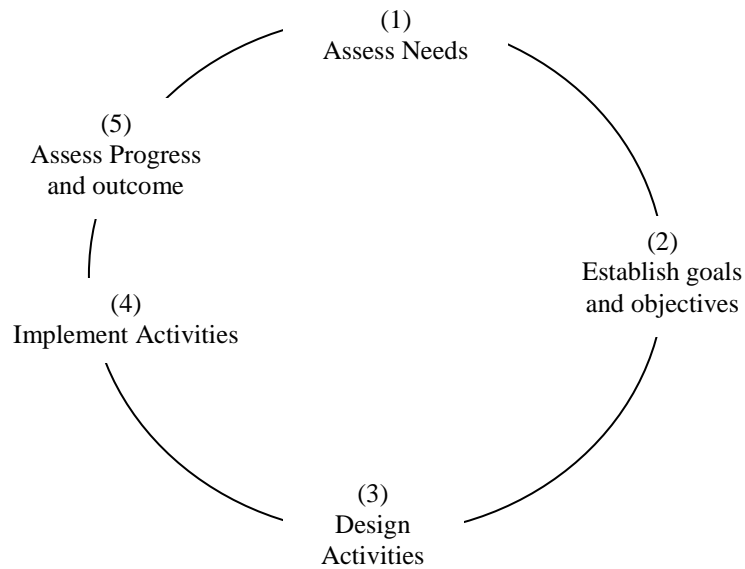 (1)
Assess Needs
(2)
Establish goals
and objectives
(3)
Design
Activities
(4)
Implement Activities
(5)
Assess Progress
and outcome